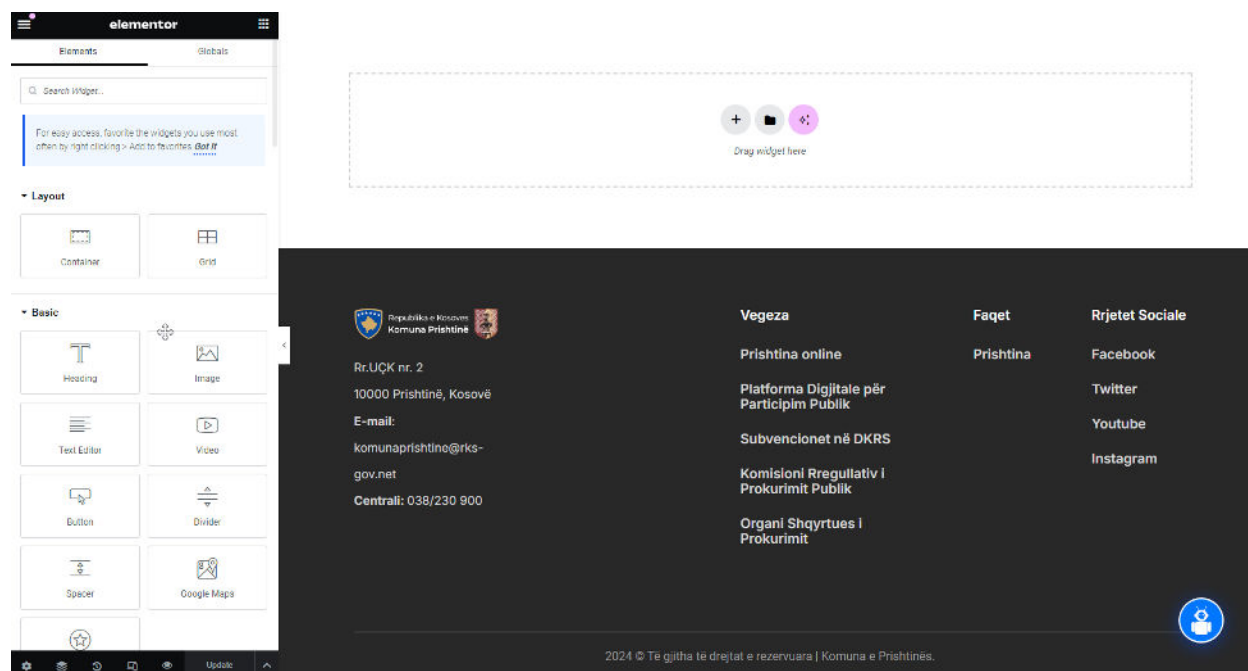 elementor
Elements
Globals
Search Widget...
For easy access, favorite the widgets you use most
often by right clicking > Add to favorites. Got It
Layout
Container
Grid
Basic
Heading
Image
Text Editor
Video
Button
Divider
Spacer
Google Maps
Update
Drag widget here
Republika e Kosoves
Komuna Prishtinë
Rr.UÇK nr. 2
10000 Prishtinë, Kosovë
E-mail:
komunaprishtine@rks-
gov.net
Centrali: 038/230 900
Vegeza
Prishtina online
Platforma Digjitale për
Participim Publik
Subvencionet në DKRS
Komisioni Rregullativ i
Prokurimit Publik
Organi Shqyrtues i
Prokurimit
Faqet
Prishtina
Rrjetet Sociale
Facebook
Twitter
Youtube
Instagram
2024 © Të gjitha të drejtat e rezervuara | Komuna e Prishtinës.